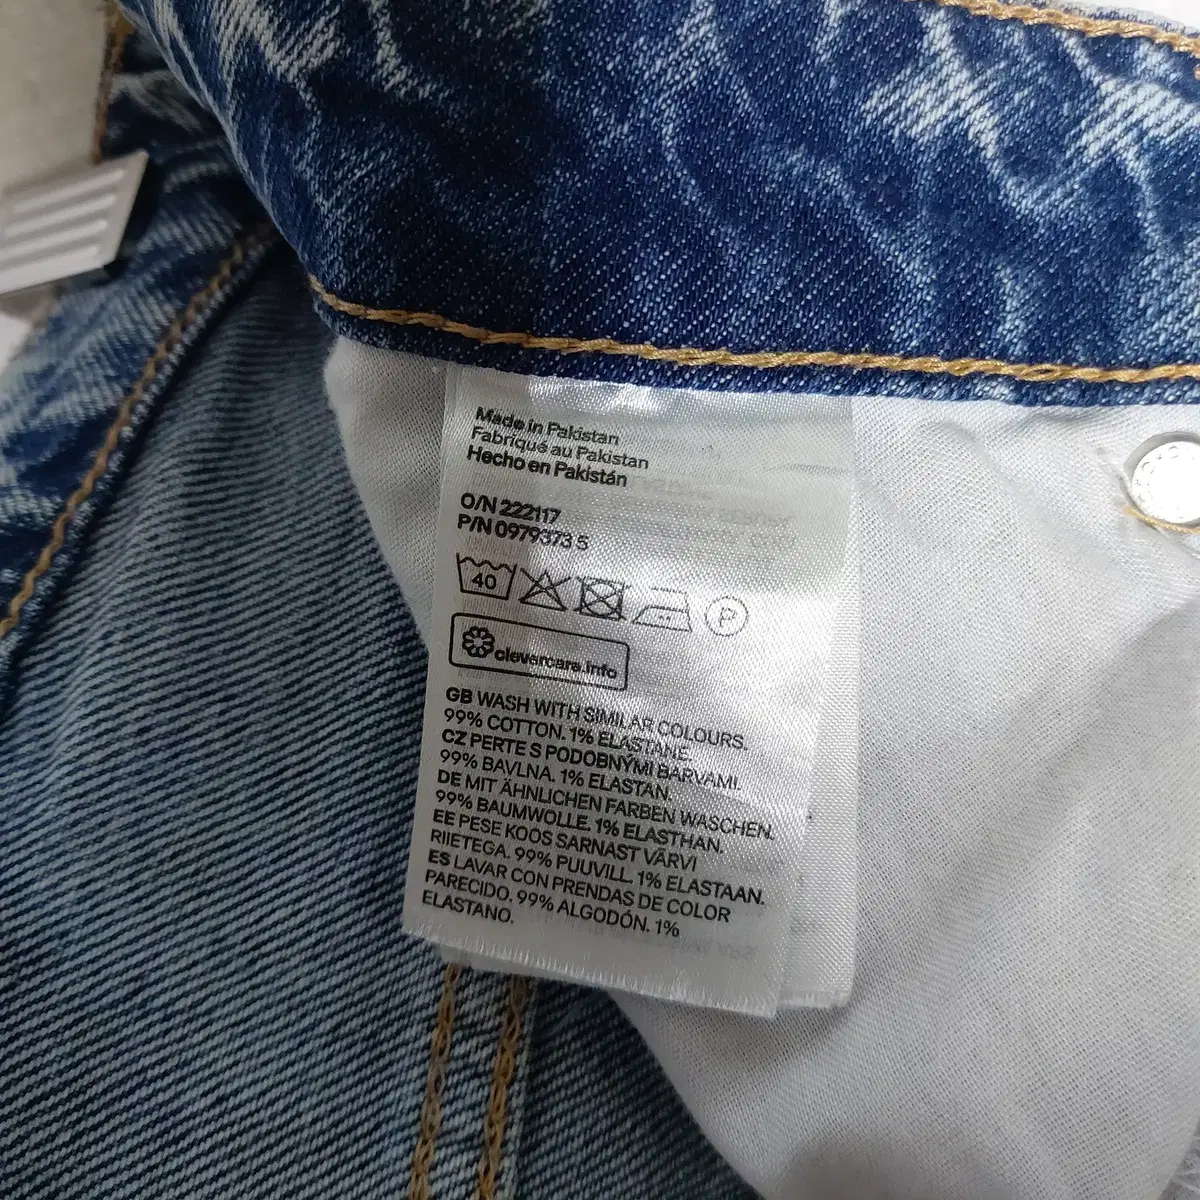 Made in Pakistan
Fabriqué au Pakistan
Hecho en Pakistán
O/N 222117
P/N 0979373 5
40
P
clevercare.info
GB WASH WITH SIMILAR COLOURS.
99% COTTON. 1% ELASTANE.
CZ PERTE S PODOBNÝMI BARVAMI.
99% BAVLNA. 1% ELASTAN.
DE MIT ÄHNLICHEN FARBEN WASCHEN.
99% BAUMWOLLE. 1% ELASTHAN.
EE PESE KOOS SARNAST VÄRVI
RIIETEGA. 99% PUUVILL. 1% ELASTAAN.
ES LAVAR CON PRENDAS DE COLOR
PARECIDO. 99% ALGODÓN. 1%
ELASTANO.